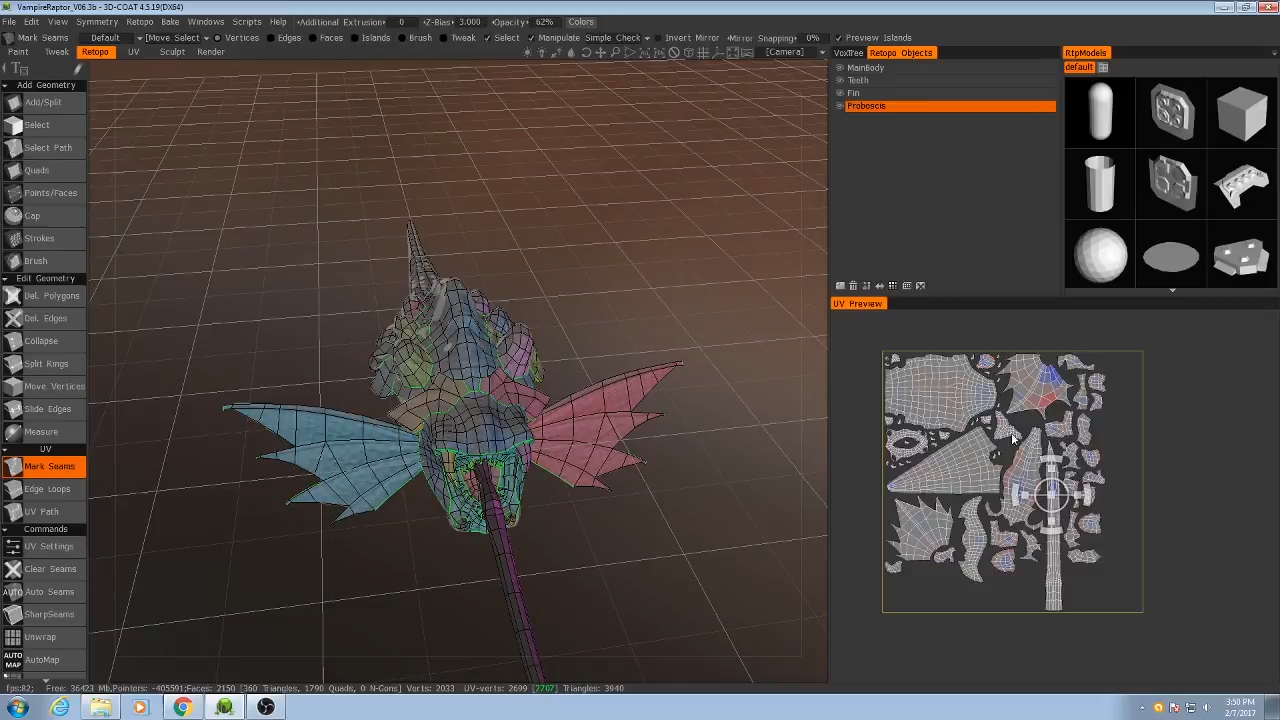 VampireRaptor_V06.3b - 3D-COAT 4.5.19(DX64)
File Edit View Symmetry Retopo Bake Windows Scripts Help Additional Extrusion 0 Z-Bias 3.000 Opacity 62% Colors
Mark Seams Default [Move Select] Vertices Edges Faces Islands Brush Tweak Select Manipulate Simple Check Invert Mirror Mirror Snapping 0% Preview Islands
Paint Tweak Retopo UV Sculpt Render [Camera] VoxTree Retopo Objects RtpModels
default
MainBody
Teeth
Fin
Proboscis
Add Geometry
Add/Split
Select
Select Path
Quads
Points/Faces
Cap
Strokes
Brush
Edit Geometry
Del. Polygons
Del. Edges
Collapse
Split Rings
Move Vertices
Slide Edges
Measure
UV
Mark Seams
Edge Loops
UV Path
Commands
UV Settings
Clear Seams
AUTO Auto Seams
SharpSeams
Unwrap
AUTO MAP AutoMap
UV Preview
fps:82; Free: 36423 Mb,Pointers: -405591;Faces: 2150 [360 Triangles, 1790 Quads, 0 N-Cons] Verts: 2033 UV-verts: 2699 [2707] Triangles: 3940
3:50 PM
2/7/2017